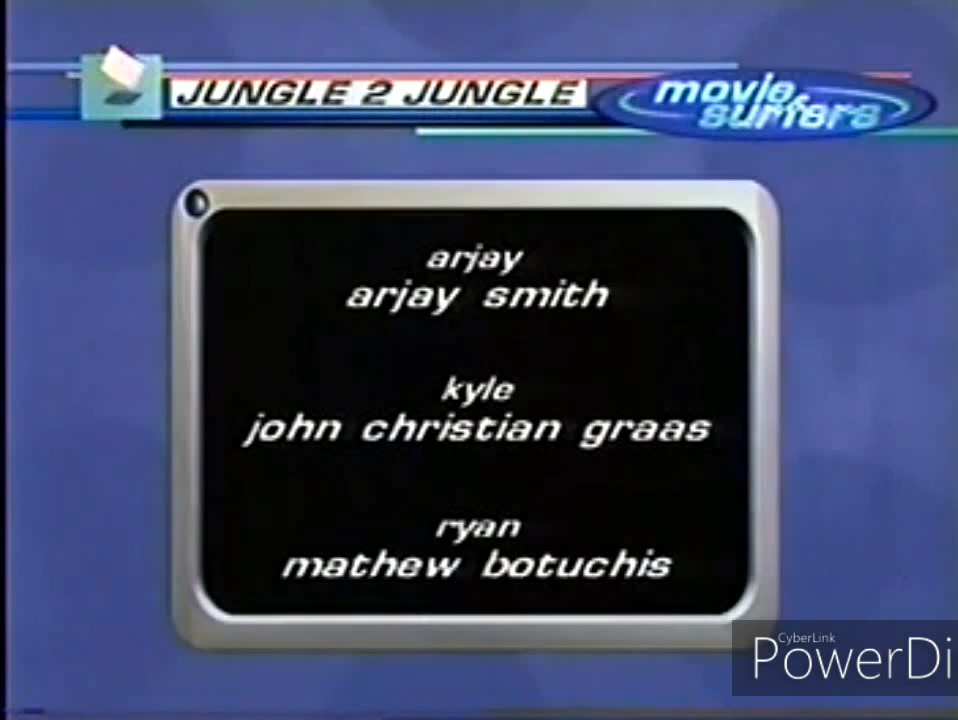 JUNGLE 2 JUNGLE
movie
surfers
arjay
arjay smith
kyle
john christian graas
ryan
mathew botuchis
CyberLink
PowerDi